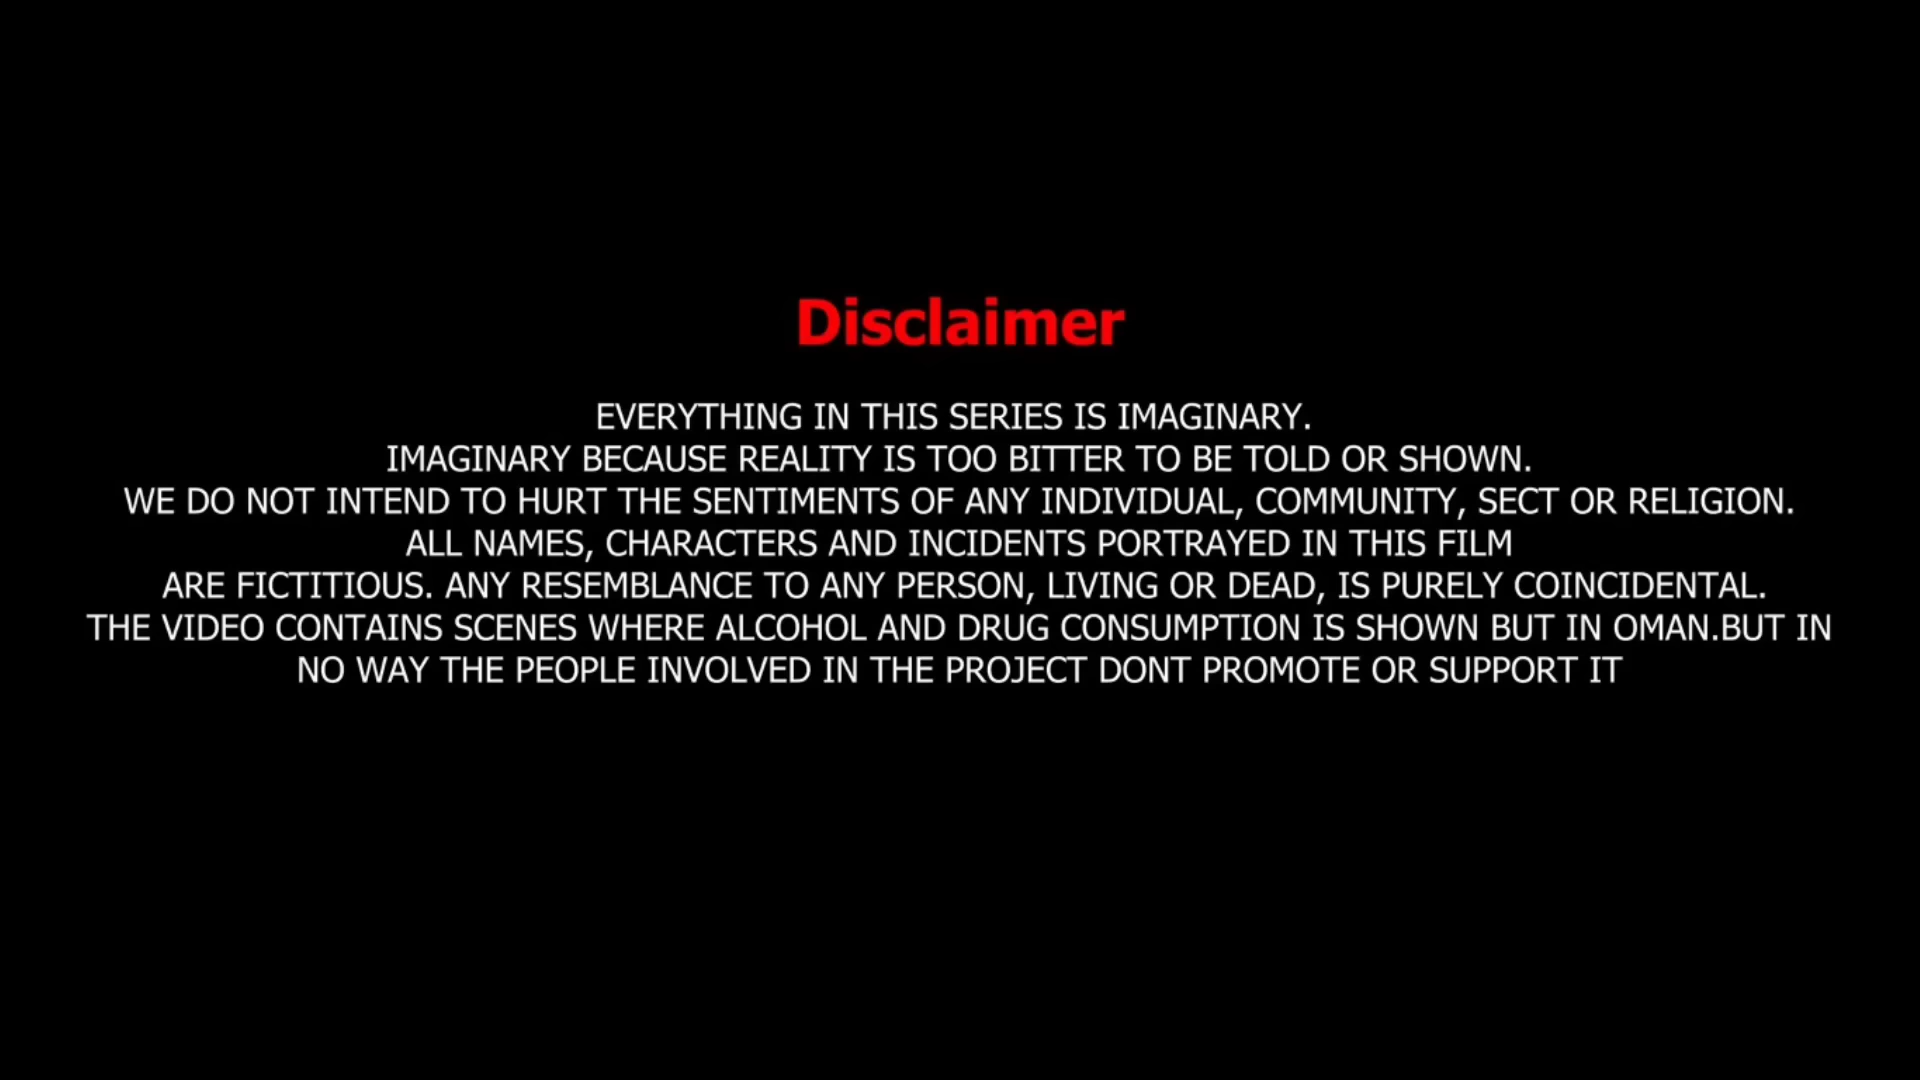 Disclaimer
EVERYTHING IN THIS SERIES IS IMAGINARY.
IMAGINARY BECAUSE REALITY IS TOO BITTER TO BE TOLD OR SHOWN.
WE DO NOT INTEND TO HURT THE SENTIMENTS OF ANY INDIVIDUAL, COMMUNITY, SECT OR RELIGION.
ALL NAMES, CHARACTERS AND INCIDENTS PORTRAYED IN THIS FILM
ARE FICTITIOUS. ANY RESEMBLANCE TO ANY PERSON, LIVING OR DEAD, IS PURELY COINCIDENTAL.
THE VIDEO CONTAINS SCENES WHERE ALCOHOL AND DRUG CONSUMPTION IS SHOWN BUT IN OMAN.BUT IN
NO WAY THE PEOPLE INVOLVED IN THE PROJECT DONT PROMOTE OR SUPPORT IT